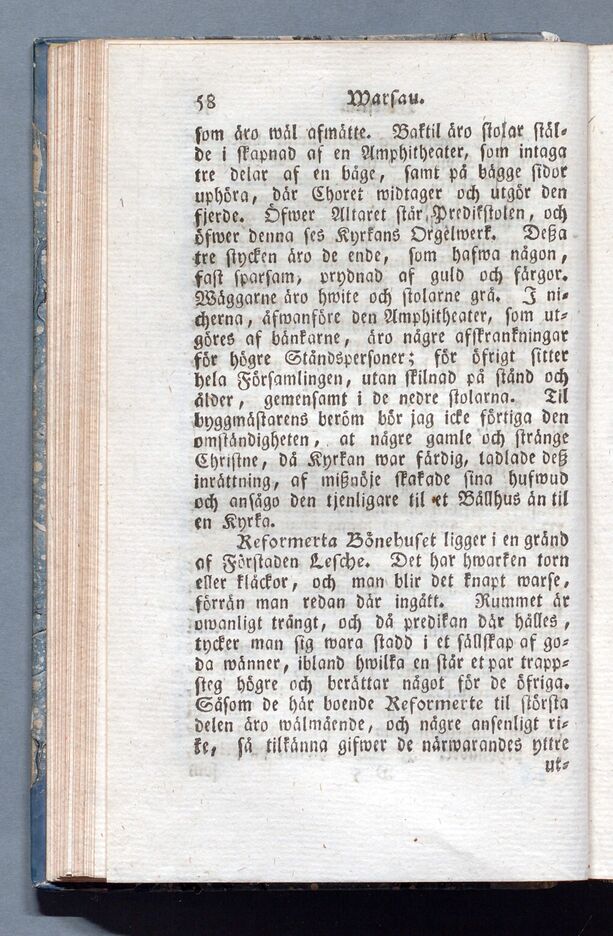 58 Warsau.
som äro wäl afmätte. Baktil äro stolar stäl-
de i skapnad af en Amphitheater, som intaga
tre delar af en båge, samt på bägge sidor
uphöra, där Choret widtager och utgör den
fjerde. Öfwer Altaret står Predikstolen, och
öfwer denna ses Kyrkans Orgelwerk. Deßa
tre stycken äro de ende, som hafwa någon,
fast sparsam, prydnad af guld och färgor.
Wäggarne äro hwite och stolarne grå. J ni-
cherna, äfwanföre den Amphitheater, som ut-
göres af bänkarne, äro någre afskrankningar
för högre Ståndspersoner; för öfrigt sitter
hela Församlingen, utan skilnad på stånd och
ålder, gemensamt i de nedre stolarna. Til
byggmästarens beröm bör jag icke förtiga den
omständigheten, at någre gamle och stränge
Christne, då Kyrkan war färdig, tadlade deß
inrättning, af mißnöje skakade sina hufwud
och ansågo den tjenligare til et Bällhus än til
en Kyrka.
Reformerta Bönehuset ligger i en gränd
af Förstaden Lesche. Det har hwarken torn
eller kläckor, och man blir det knapt warse,
förrän man redan där ingått. Rummet är
owanligt trångt, och då predikan där hålles,
tycker man sig wara stadd i et sällskap af go-
da wänner, ibland hwilka en står et par trapp-
steg högre och berättar något för de öfriga.
Såsom de här boende Reformerte til största
delen äro wälmående, och någre ansenligt ri-
ke, så tilkänna gifwer de närwarandes yttre
ut-